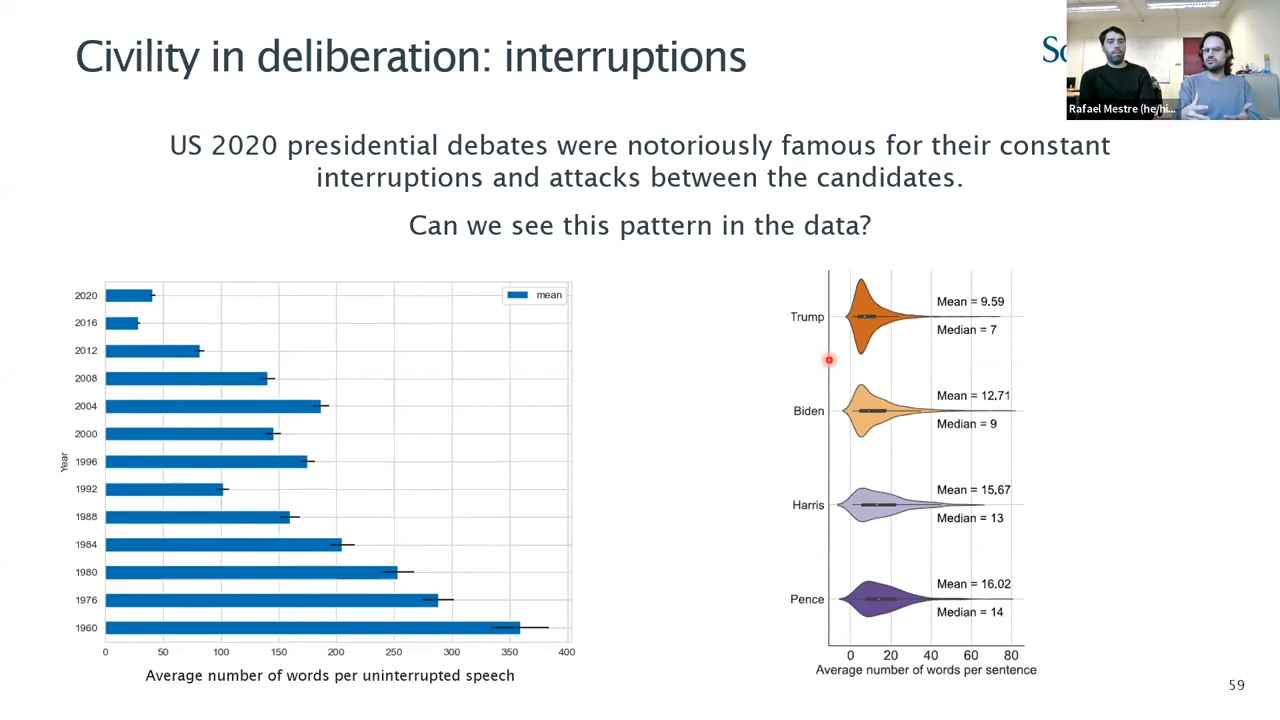 Civility in deliberation: interruptions
Rafael Mestre (he/hi...
US 2020 presidential debates were notoriously famous for their constant
interruptions and attacks between the candidates.
Can we see this pattern in the data?
mean
Year
2020
2016
2012
2008
2004
2000
1996
1992
1988
1984
1980
1976
1960
0 50 100 150 200 250 300 350 400
Average number of words per uninterrupted speech
Trump
Mean = 9.59
Median = 7
Biden
Mean = 12.71
Median = 9
Harris
Mean = 15,67
Median = 13
Pence
Mean = 16.02
Median = 14
0 20 40 60 80
Average number of words per sentence
59